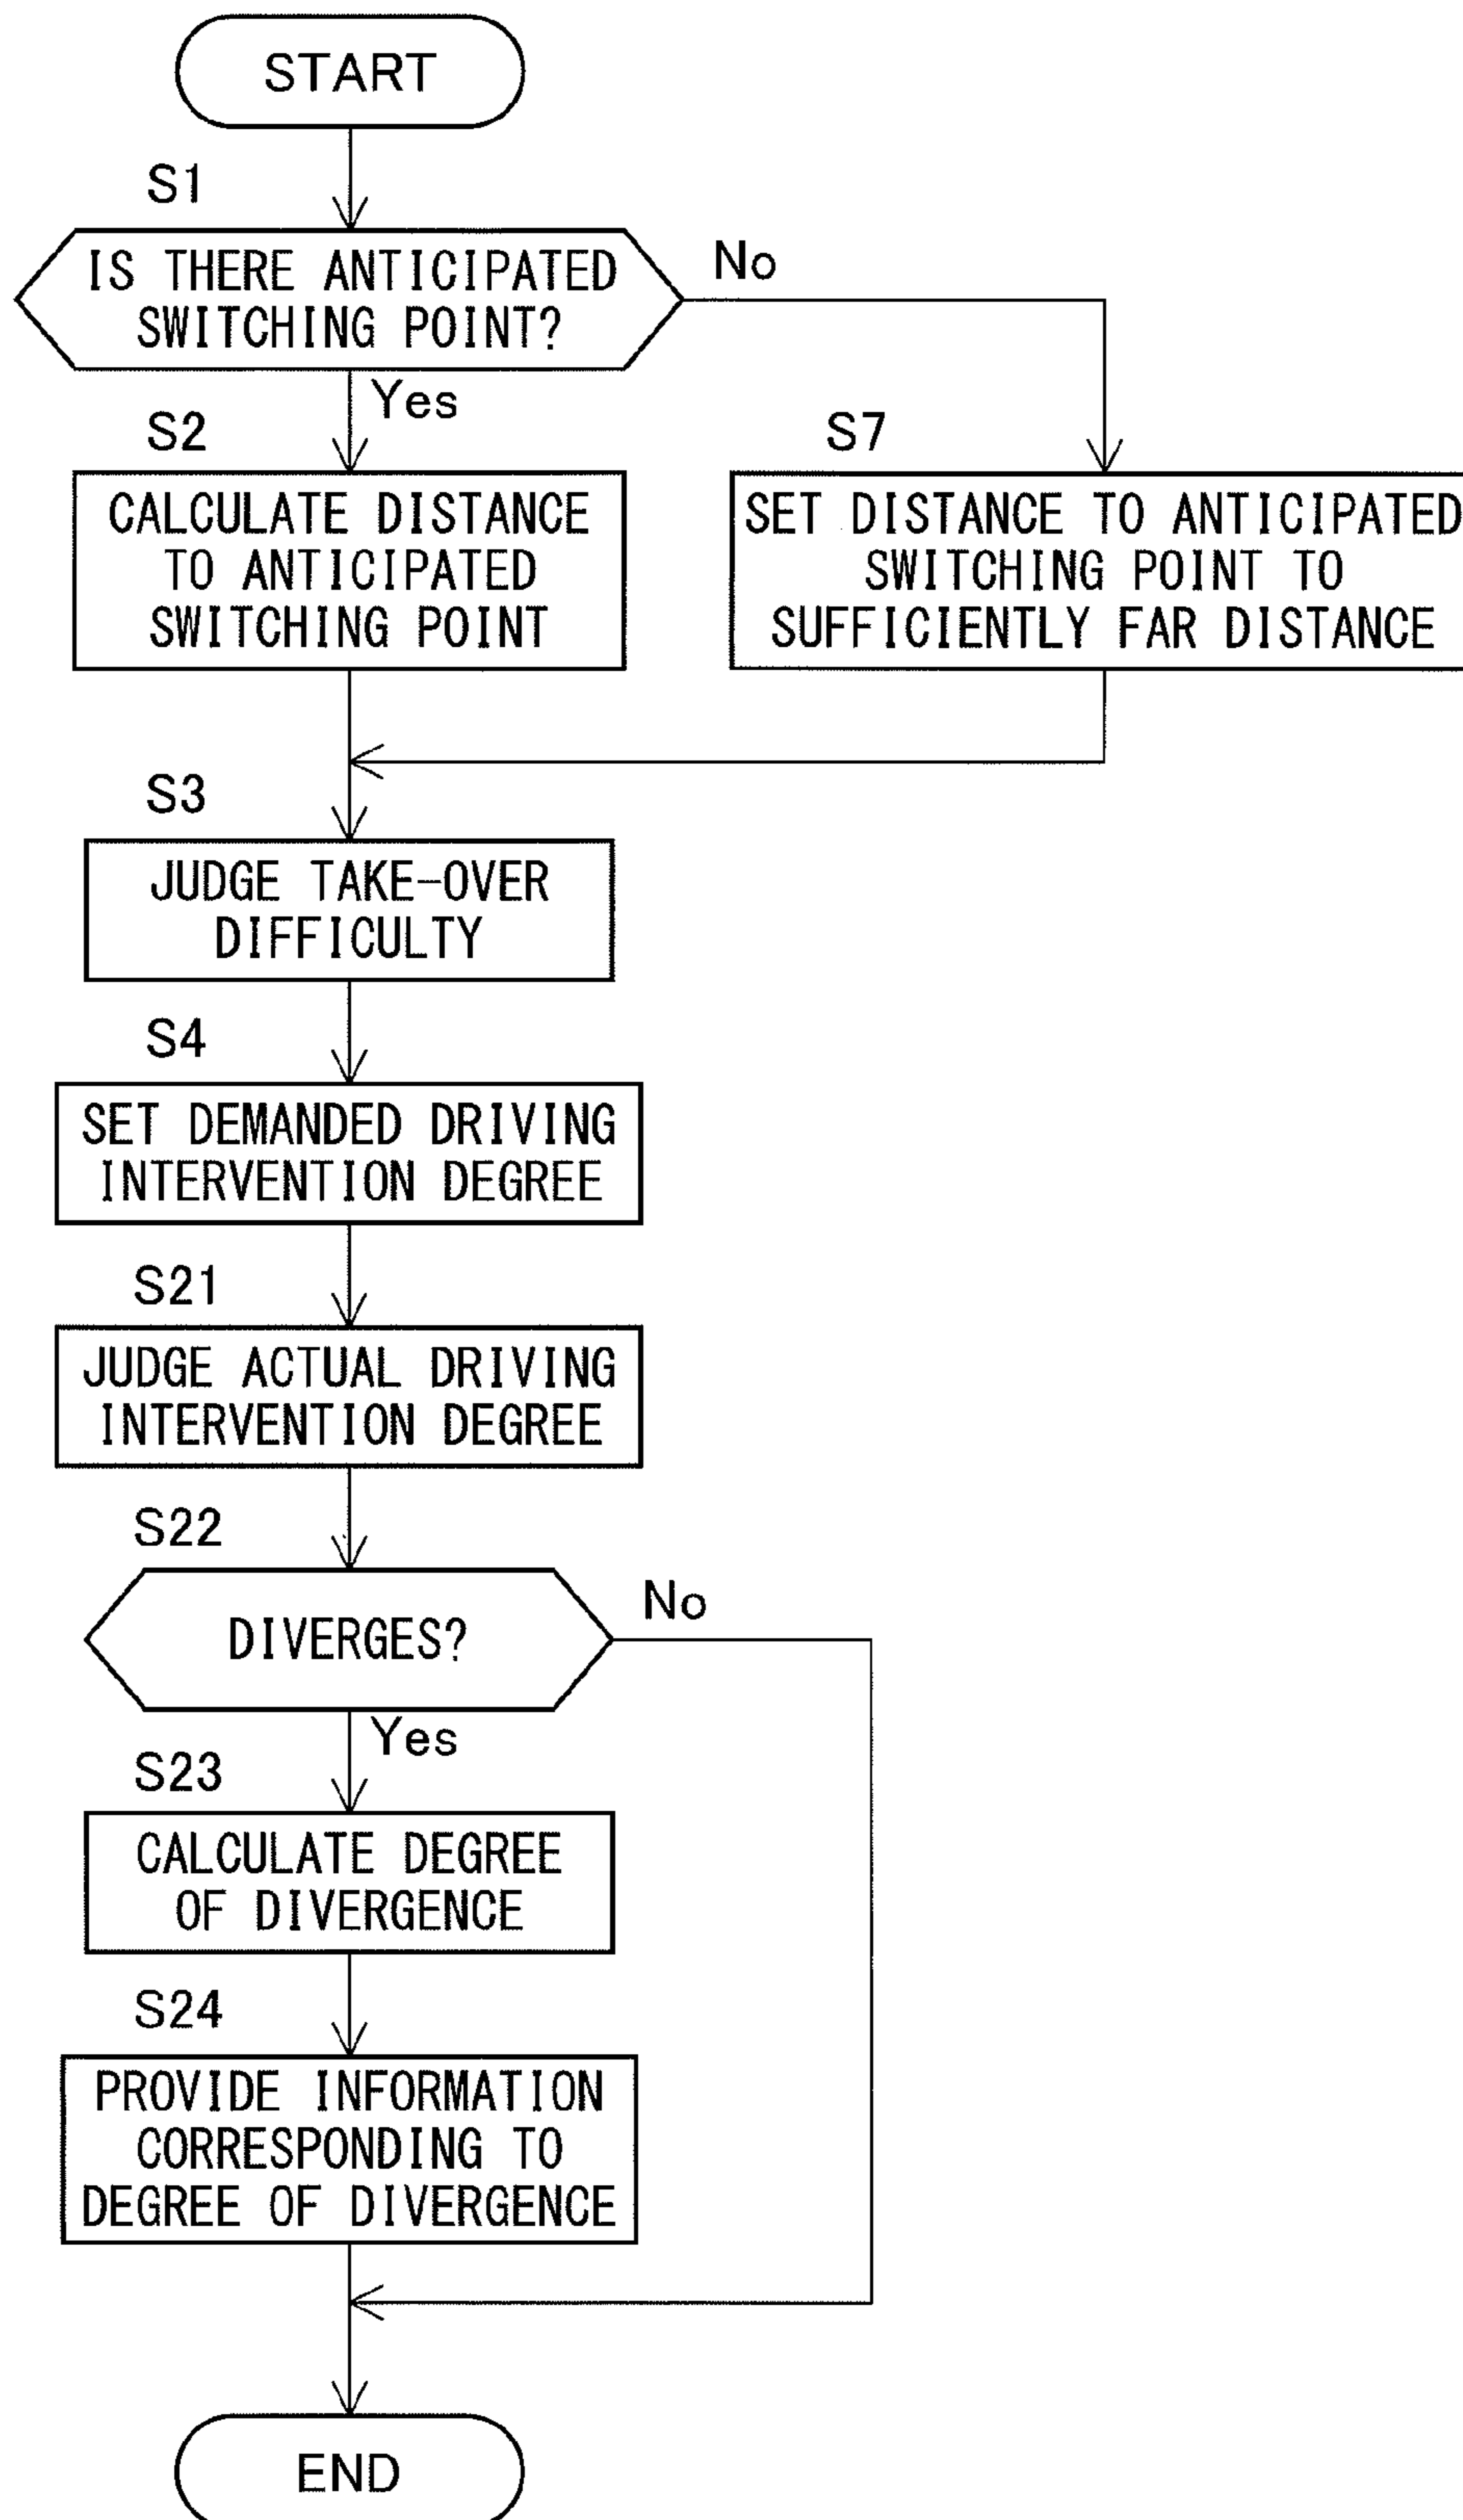 START
S1
IS THERE ANTICIPATED
SWITCHING POINT?
No
Yes
S2
CALCULATE DISTANCE
TO ANTICIPATED
SWITCHING POINT
S7
SET DISTANCE TO ANTICIPATED
SWITCHING POINT TO
SUFFICIENTLY FAR DISTANCE
S3
JUDGE TAKE-OVER
DIFFICULTY
S4
SET DEMANDED DRIVING
INTERVENTION DEGREE
S21
JUDGE ACTUAL DRIVING
INTERVENTION DEGREE
S22
DIVERGES?
No
Yes
S23
CALCULATE DEGREE
OF DIVERGENCE
S24
PROVIDE INFORMATION
CORRESPONDING TO
DEGREE OF DIVERGENCE
END